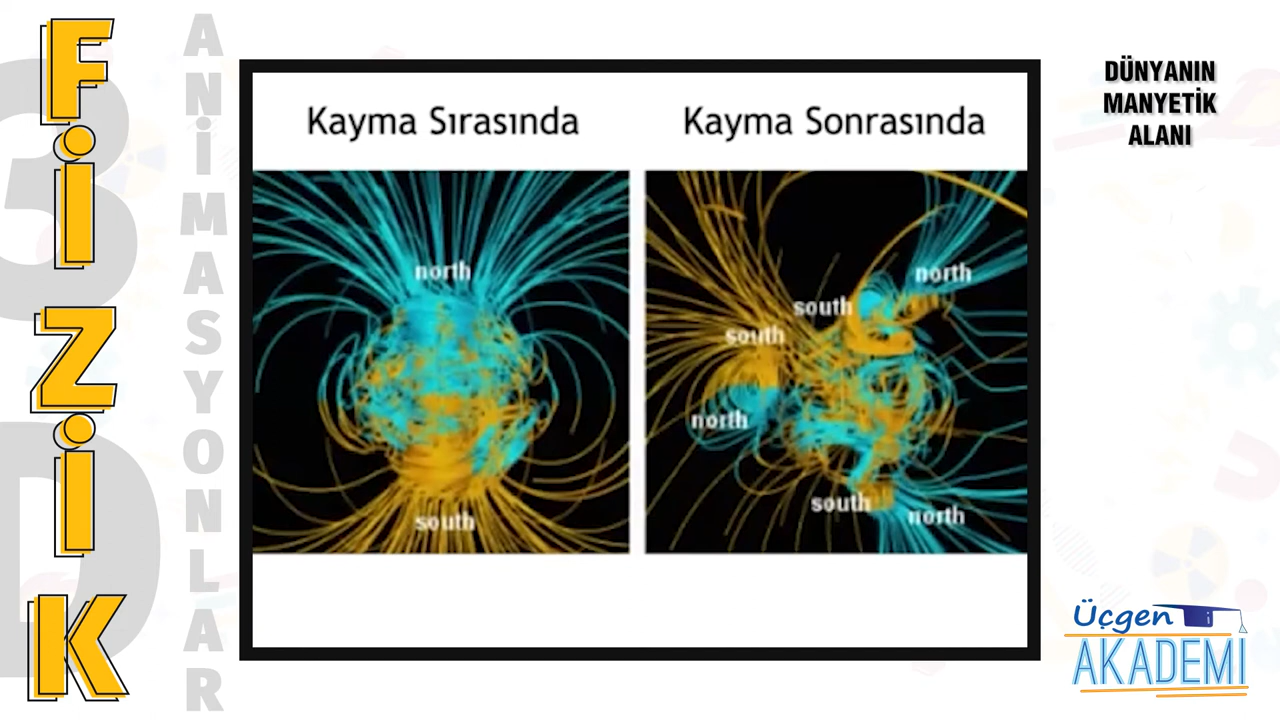 FİZİK
3D
ANİMASYONLAR
Kayma Sırasında
Kayma Sonrasında
DÜNYANIN
MANYETİK
ALANI
north
south
north
south
south
north
south
north
Üçgen
AKADEMİ